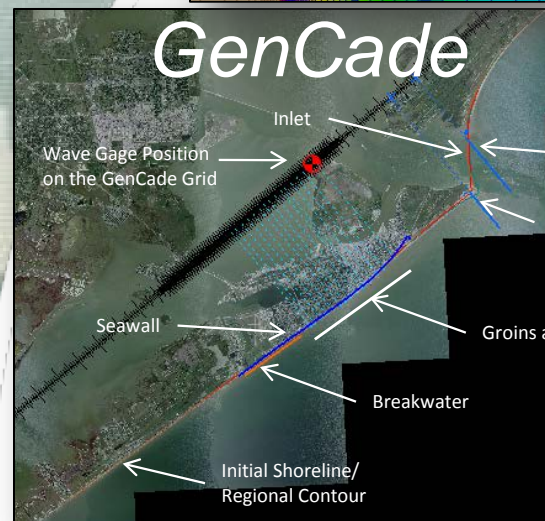 GenCade
Inlet
Wave Gage Position
on the GenCade Grid
Seawall
Groins a
Breakwater
Initial Shoreline/
Regional Contour